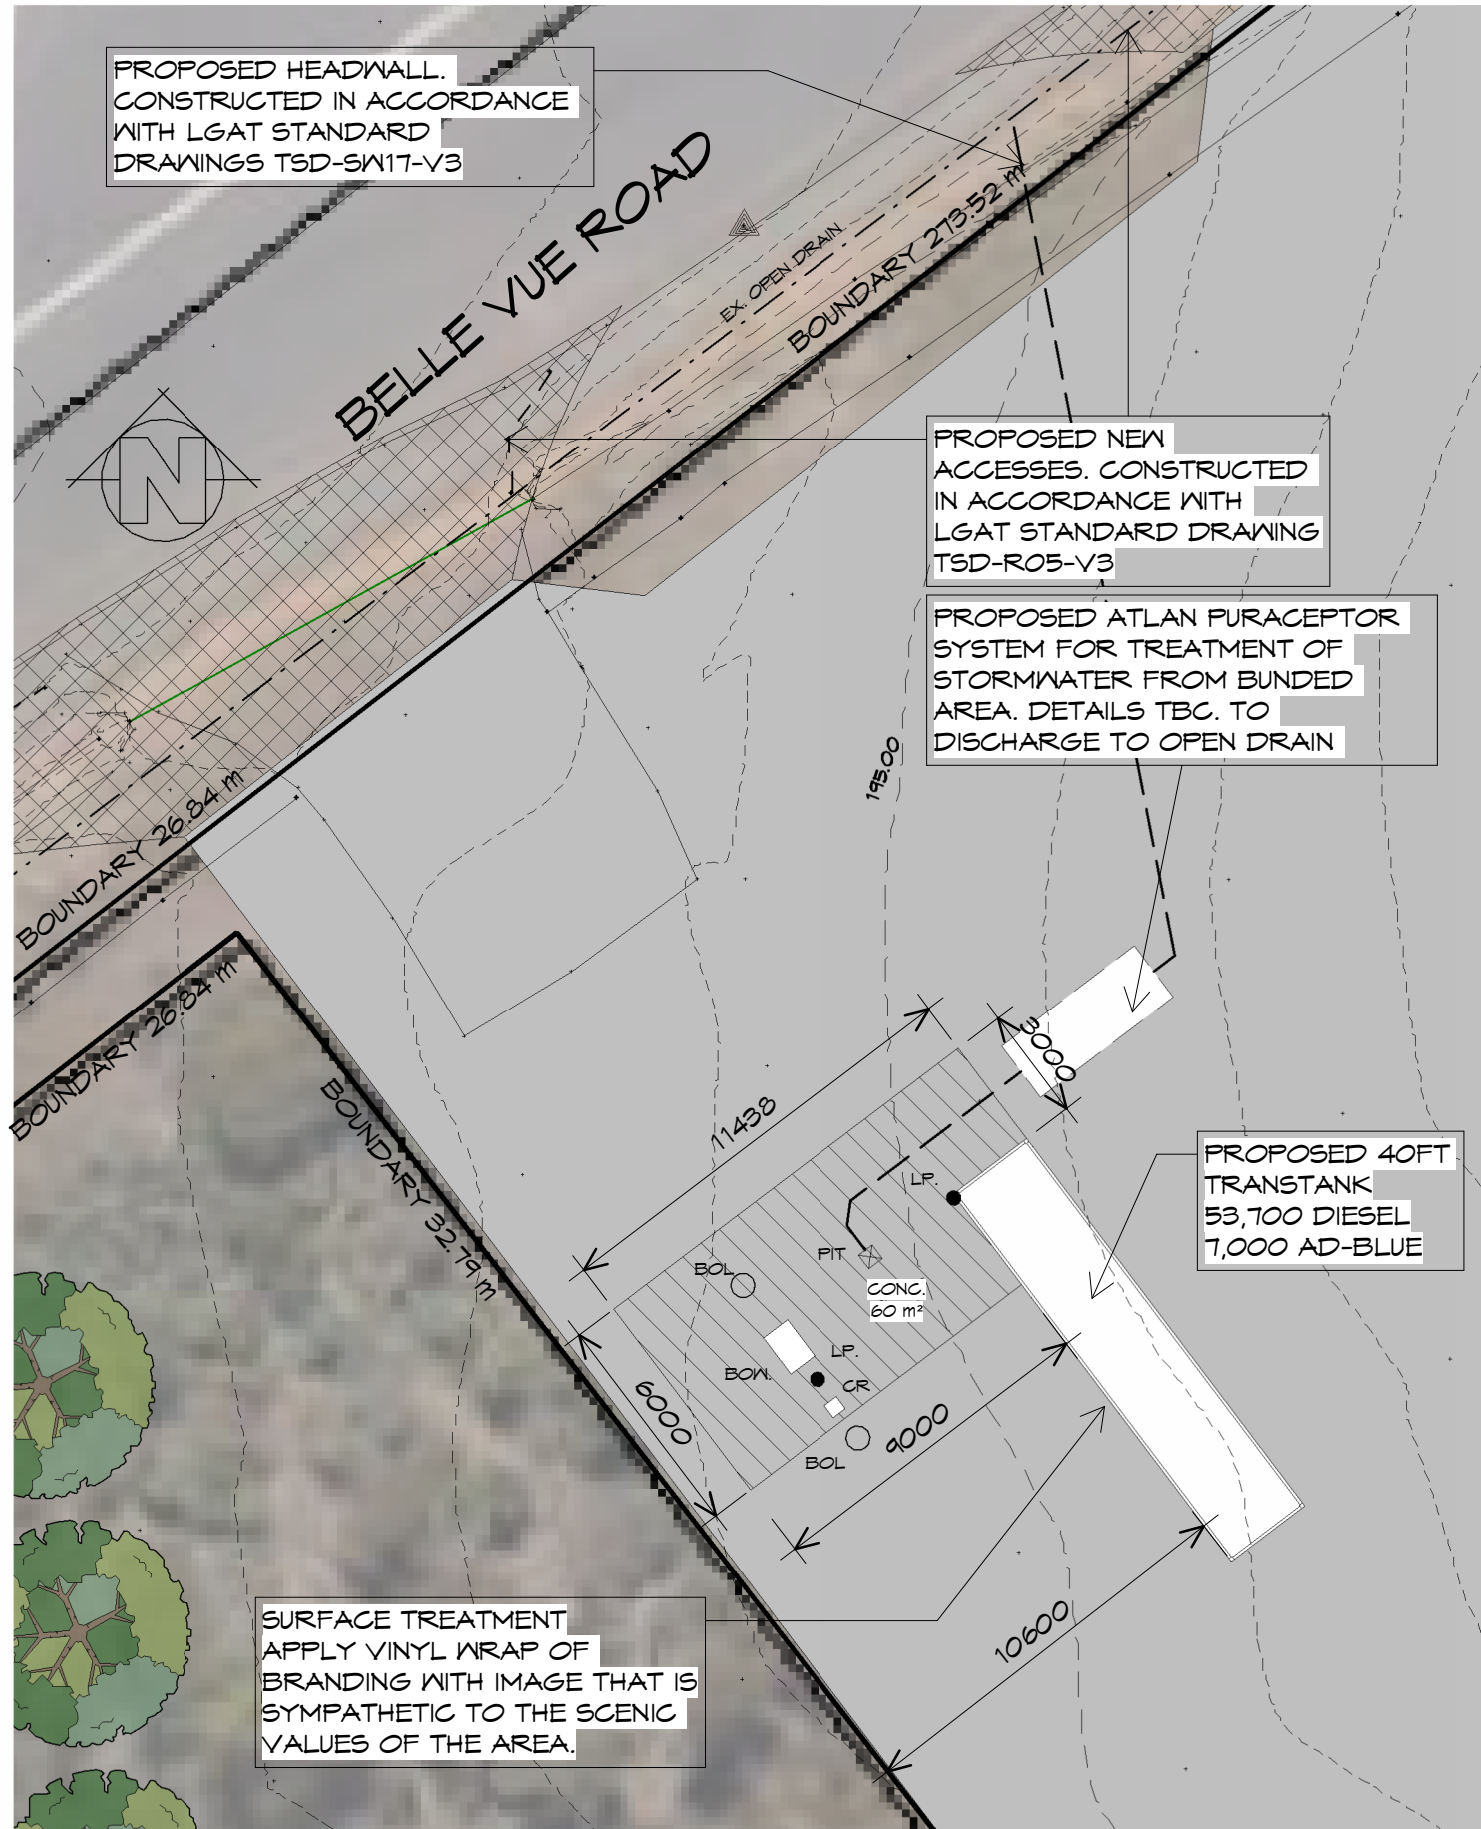 PROPOSED HEADWALL.
CONSTRUCTED IN ACCORDANCE
WITH LGAT STANDARD
DRAWINGS TSD-SW17-V3
BELLE VUE ROAD
EX. OPEN DRAIN
BOUNDARY 273.52 m
N
PROPOSED NEW
ACCESSES. CONSTRUCTED
IN ACCORDANCE WITH
LGAT STANDARD DRAWING
TSD-R05-V3
PROPOSED ATLAN PURACEPTOR
SYSTEM FOR TREATMENT OF
STORMWATER FROM BUNDED
AREA. DETAILS TBC. TO
DISCHARGE TO OPEN DRAIN
195.00
BOUNDARY 26.84 m
BOUNDARY 26.84 m
BOUNDARY 32.79 m
3000
11438
PROPOSED 40FT
TRANSTANK
53,700 DIESEL
7,000 AD-BLUE
LP.
PIT
BOL
CONC.
60 m²
LP.
BOW.
CR
BOL
6000
9000
10600
SURFACE TREATMENT
APPLY VINYL WRAP OF
BRANDING WITH IMAGE THAT IS
SYMPATHETIC TO THE SCENIC
VALUES OF THE AREA.